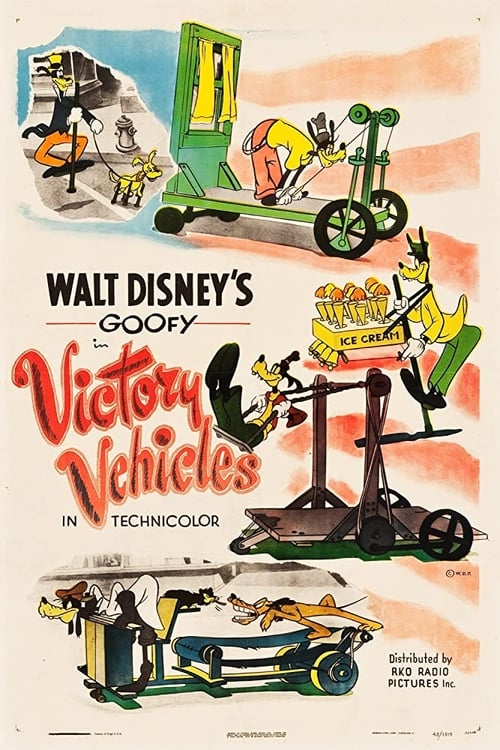 WALT DISNEY'S
GOOFY
in
Victory
Vehicles
IN TECHNICOLOR
ICE CREAM
© W.D.P.
Distributed by
RKO RADIO
PICTURES Inc.